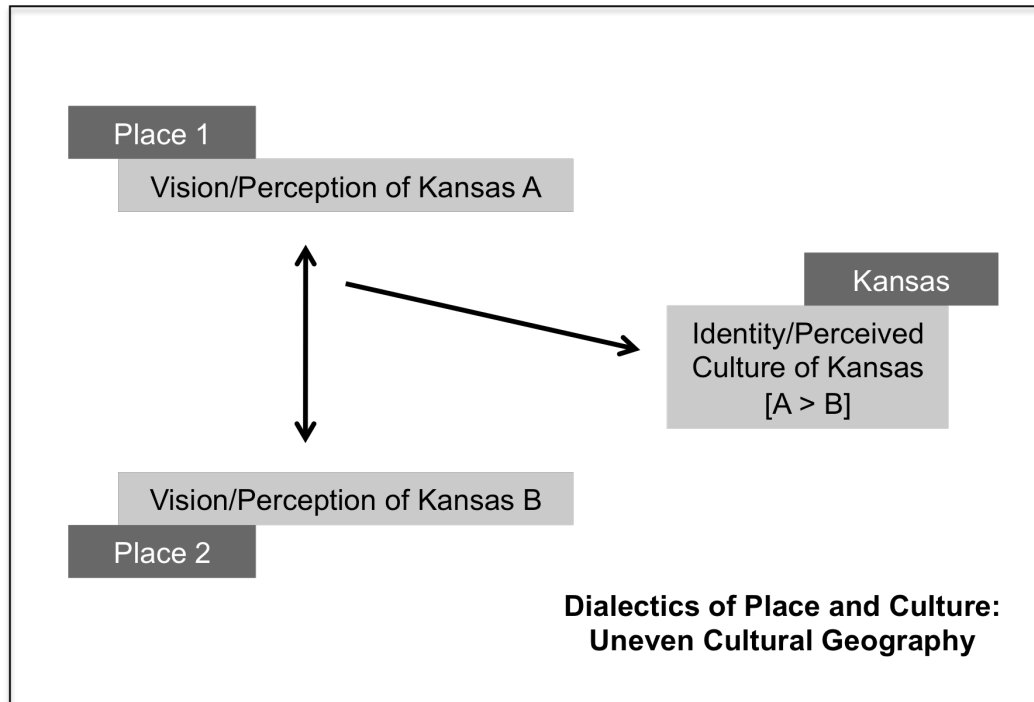 Place 1
Vision/Perception of Kansas A
Kansas
Identity/Perceived
Culture of Kansas
[A > B]
Vision/Perception of Kansas B
Place 2
Dialectics of Place and Culture:
Uneven Cultural Geography